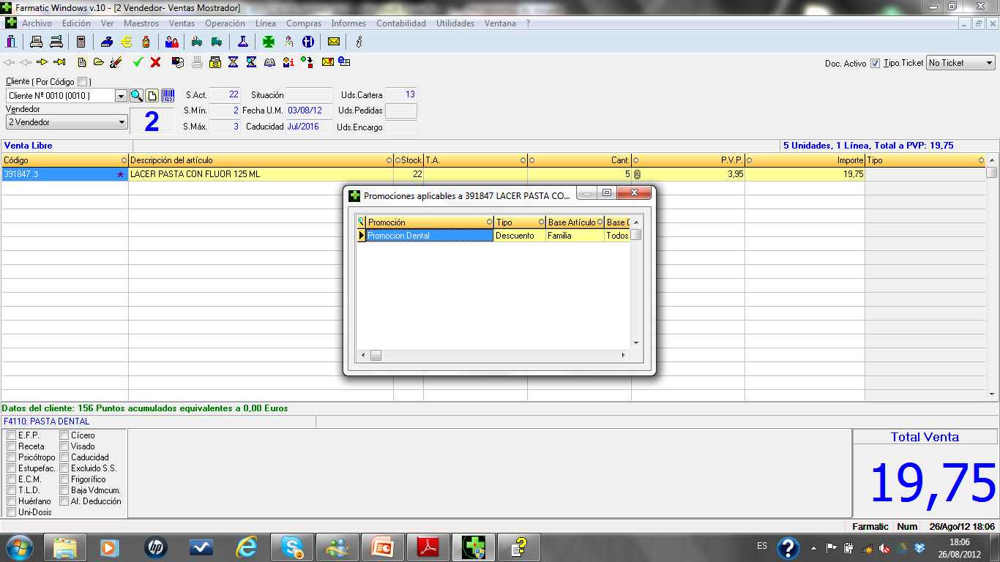 Farmatic Windows v.10 - [2 Vendedor- Ventas Mostrador]
Archivo Edición Ver Maestros Ventas Operación Línea Compras Informes Contabilidad Utilidades Ventana ?
Doc. Activo Tipo.Ticket No Ticket
Cliente ( Por Código )
Cliente Nº 0010 (0010 )
123
Vendedor
2 Vendedor
2
S.Act. 22 Situación Uds.Cartera 13
S.Mín. 2 Fecha U.M. 03/08/12 Uds.Pedidas
S.Máx. 3 Caducidad Jul/2016 Uds.Encargo
Venta Libre 5 Unidades, 1 Línea, Total a PVP: 19,75
Código Descripción del artículo Stock T.A. Cant. P.V.P. Importe Tipo
391847.3 LACER PASTA CON FLUOR 125 ML 22 5 2 3,95 19,75
Promociones aplicables a 391847 LACER PASTA CO...
Promoción Tipo Base Artículo Base C
Promocion Dental Descuento Familia Todos
Datos del cliente: 156 Puntos acumulados equivalentes a 0,00 Euros
F4110: PASTA DENTAL
E.F.P. Cícero
Receta Visado
Psicótropo Caducidad
Estupefac. Excluido S.S.
E.C.M. Frigorífico
T.L.D. Baja Vdmcum.
Huérfano Af. Deducción
Uni-Dosis
Total Venta
19,75
Farmatic Num 26/Ago/12 18:06
hp
2
ES
18:06
26/08/2012